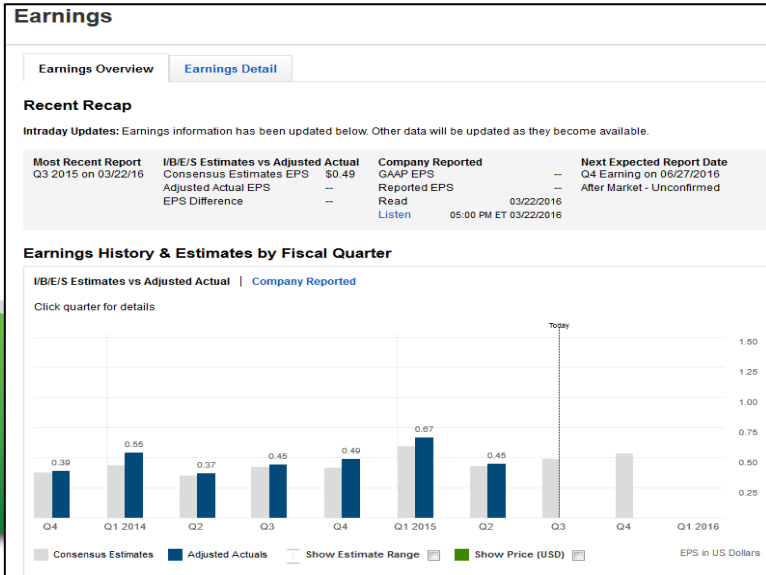 Earnings
Earnings Overview Earnings Detail
Recent Recap
Intraday Updates: Earnings information has been updated below. Other data will be updated as they become available.
Most Recent Report I/B/E/S Estimates vs Adjusted Actual Company Reported Next Expected Report Date
Q3 2015 on 03/22/16 Consensus Estimates EPS $0.49 GAAP EPS -- Q4 Earning on 06/27/2016
Adjusted Actual EPS -- Reported EPS -- After Market - Unconfirmed
EPS Difference -- Read 03/22/2016
Listen 05:00 PM ET 03/22/2016
Earnings History & Estimates by Fiscal Quarter
I/B/E/S Estimates vs Adjusted Actual | Company Reported
Click quarter for details
Today
1.50
1.25
1.00
0.75
0.50
0.25
0.39 0.55 0.37 0.45 0.49 0.67 0.45
Q4 Q1 2014 Q2 Q3 Q4 Q1 2015 Q2 Q3 Q4 Q1 2016
Consensus Estimates Adjusted Actuals Show Estimate Range Show Price (USD) EPS in US Dollars